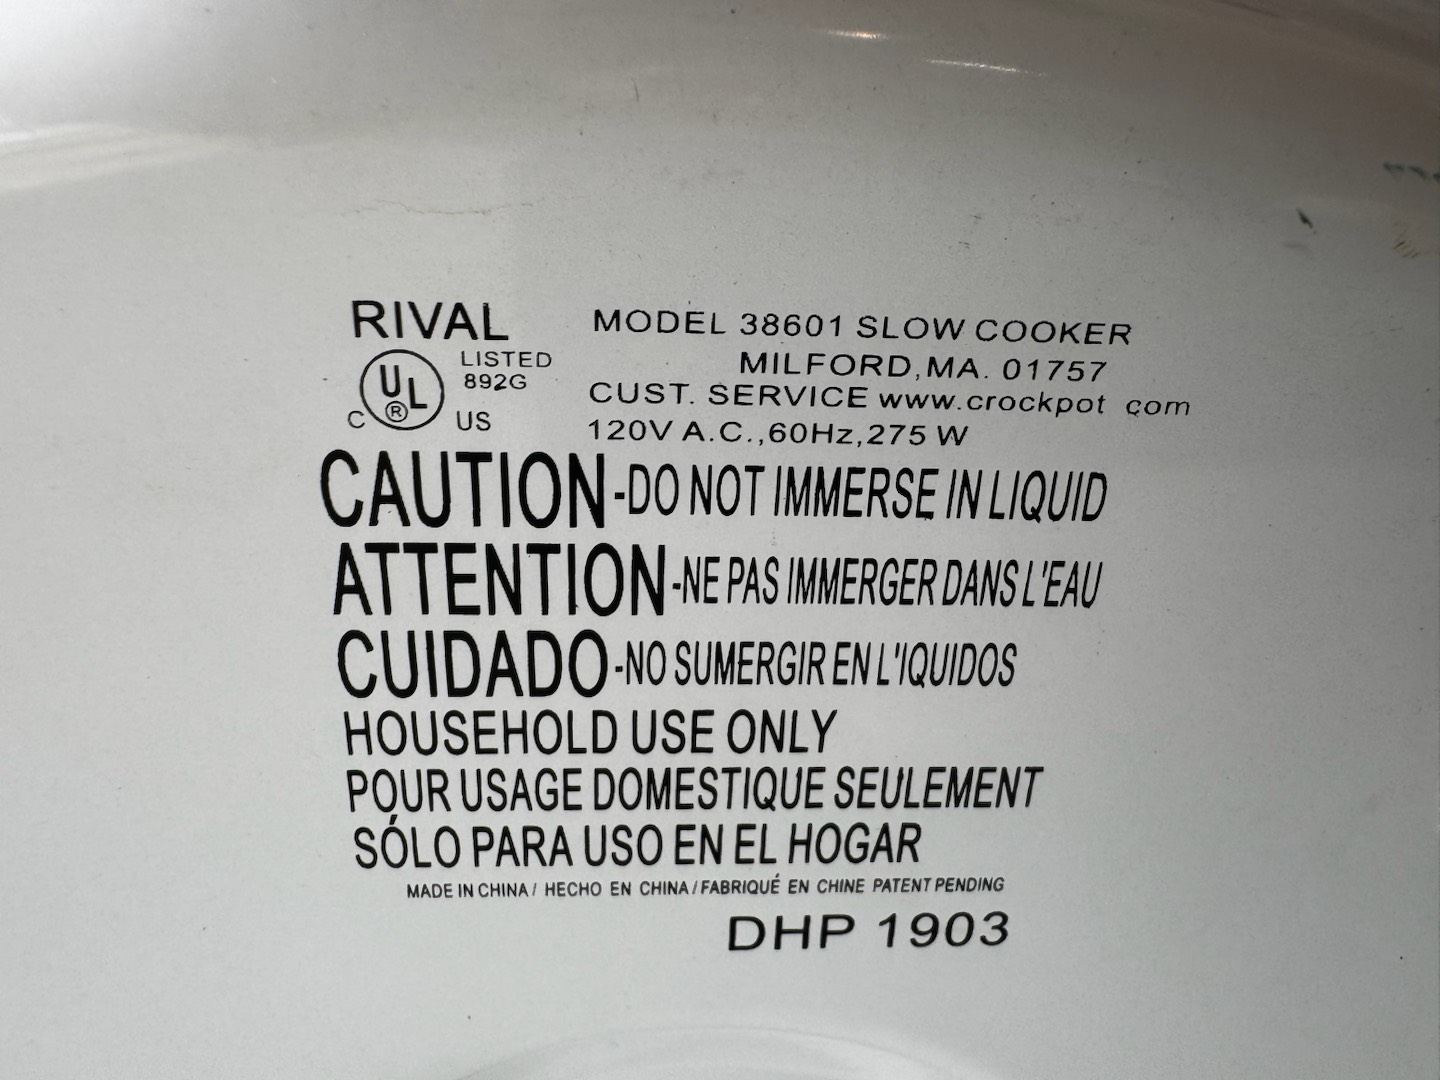 RIVAL
MODEL 38601 SLOW COOKER
MILFORD,MA. 01757
UL ® LISTED
892G
C US
CUST. SERVICE www.crockpot com
120V A.C.,60Hz,275 W
CAUTION-DO NOT IMMERSE IN LIQUID
ATTENTION-NE PAS IMMERGER DANS L'EAU
CUIDADO-NO SUMERGIR EN L'IQUIDOS
HOUSEHOLD USE ONLY
POUR USAGE DOMESTIQUE SEULEMENT
SÓLO PARA USO EN EL HOGAR
MADE IN CHINA / HECHO EN CHINA / FABRIQUÉ EN CHINE PATENT PENDING
DHP 1903